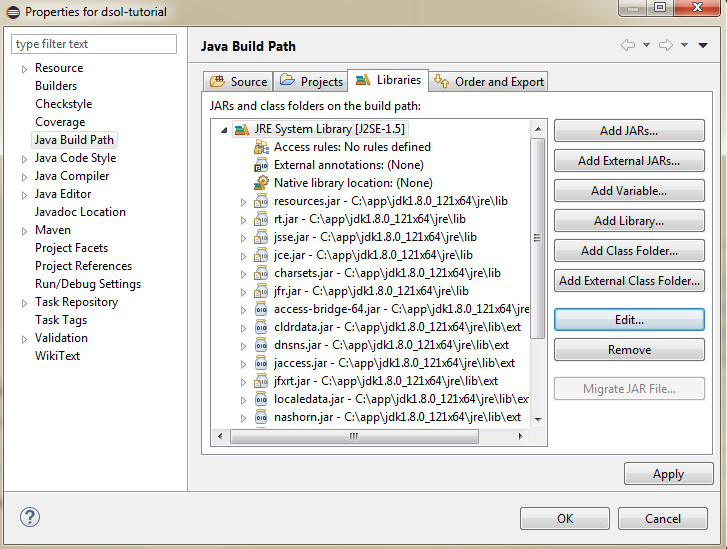 Properties for dsol-tutorial
type filter text
Resource
Builders
Checkstyle
Coverage
Java Build Path
Java Code Style
Java Compiler
Java Editor
Javadoc Location
Maven
Project Facets
Project References
Run/Debug Settings
Task Repository
Task Tags
Validation
WikiText
Java Build Path
Source
Projects
Libraries
Order and Export
JARs and class folders on the build path:
JRE System Library [J2SE-1.5]
Access rules: No rules defined
External annotations: (None)
Native library location: (None)
resources.jar - C:\app\jdk1.8.0_121x64\jre\lib
rt.jar - C:\app\jdk1.8.0_121x64\jre\lib
jsse.jar - C:\app\jdk1.8.0_121x64\jre\lib
jce.jar - C:\app\jdk1.8.0_121x64\jre\lib
charsets.jar - C:\app\jdk1.8.0_121x64\jre\lib
jfr.jar - C:\app\jdk1.8.0_121x64\jre\lib
access-bridge-64.jar - C:\app\jdk1.8.0_121x64\jre
cldrdata.jar - C:\app\jdk1.8.0_121x64\jre\lib\ext
dnsns.jar - C:\app\jdk1.8.0_121x64\jre\lib\ext
jaccess.jar - C:\app\jdk1.8.0_121x64\jre\lib\ext
jfxrt.jar - C:\app\jdk1.8.0_121x64\jre\lib\ext
localedata.jar - C:\app\jdk1.8.0_121x64\jre\lib\ext
nashorn.jar - C:\app\jdk1.8.0_121x64\jre\lib\ext
Add JARs...
Add External JARs...
Add Variable...
Add Library...
Add Class Folder...
Add External Class Folder...
Edit...
Remove
Migrate JAR File...
Apply
OK
Cancel